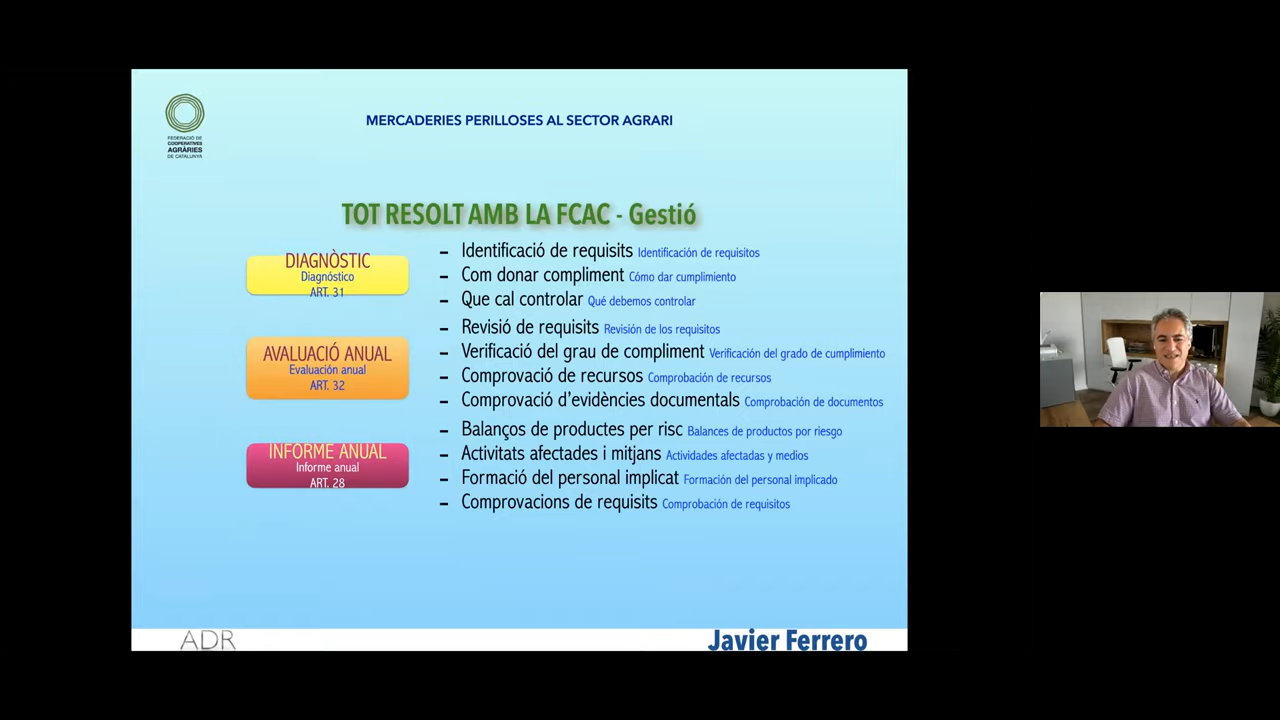 FEDERACIÓ DE
COOPERATIVES
AGRÀRIES
DE CATALUNYA
MERCADERIES PERILLOSES AL SECTOR AGRARI
TOT RESOLT AMB LA FCAC - Gestió
DIAGNÒSTIC
Diagnóstico
ART. 31
– Identificació de requisits Identificación de requisitos
– Com donar compliment Cómo dar cumplimiento
– Que cal controlar Qué debemos controlar
AVALUACIÓ ANUAL
Evaluación anual
ART. 32
– Revisió de requisits Revisión de los requisitos
– Verificació del grau de compliment Verificación del grado de cumplimiento
– Comprovació de recursos Comprobación de recursos
– Comprovació d'evidències documentals Comprobación de documentos
INFORME ANUAL
Informe anual
ART. 28
– Balanços de productes per risc Balances de productos por riesgo
– Activitats afectades i mitjans Actividades afectadas y medios
– Formació del personal implicat Formación del personal implicado
– Comprovacions de requisits Comprobación de requisitos
ADR
Javier Ferrero